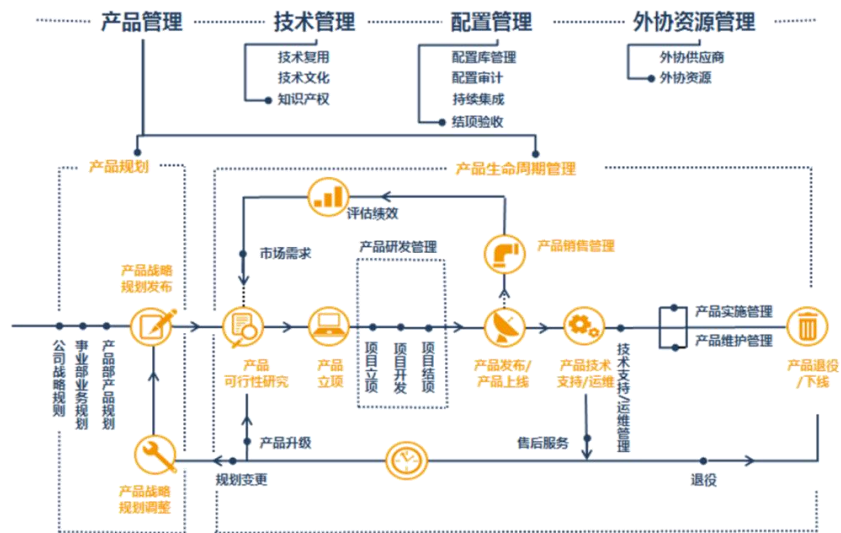 产品管理
技术管理
配置管理
外协资源管理
技术复用
技术文化
知识产权
配置库管理
配置审计
持续集成
结项验收
外协供应商
外协资源
产品规划
产品生命周期管理
评估绩效
市场需求
产品研发管理
产品销售管理
产品战略
规划发布
公司战略规则
事业部业务规划
产品部产品规划
产品
可行性研究
产品
立项
项目立项
项目开发
项目结项
产品发布/
产品上线
产品技术
支持/运维
技术支持/运维管理
产品实施管理
产品维护管理
产品退役
/下线
产品升级
售后服务
规划变更
退役
产品战略
规划调整